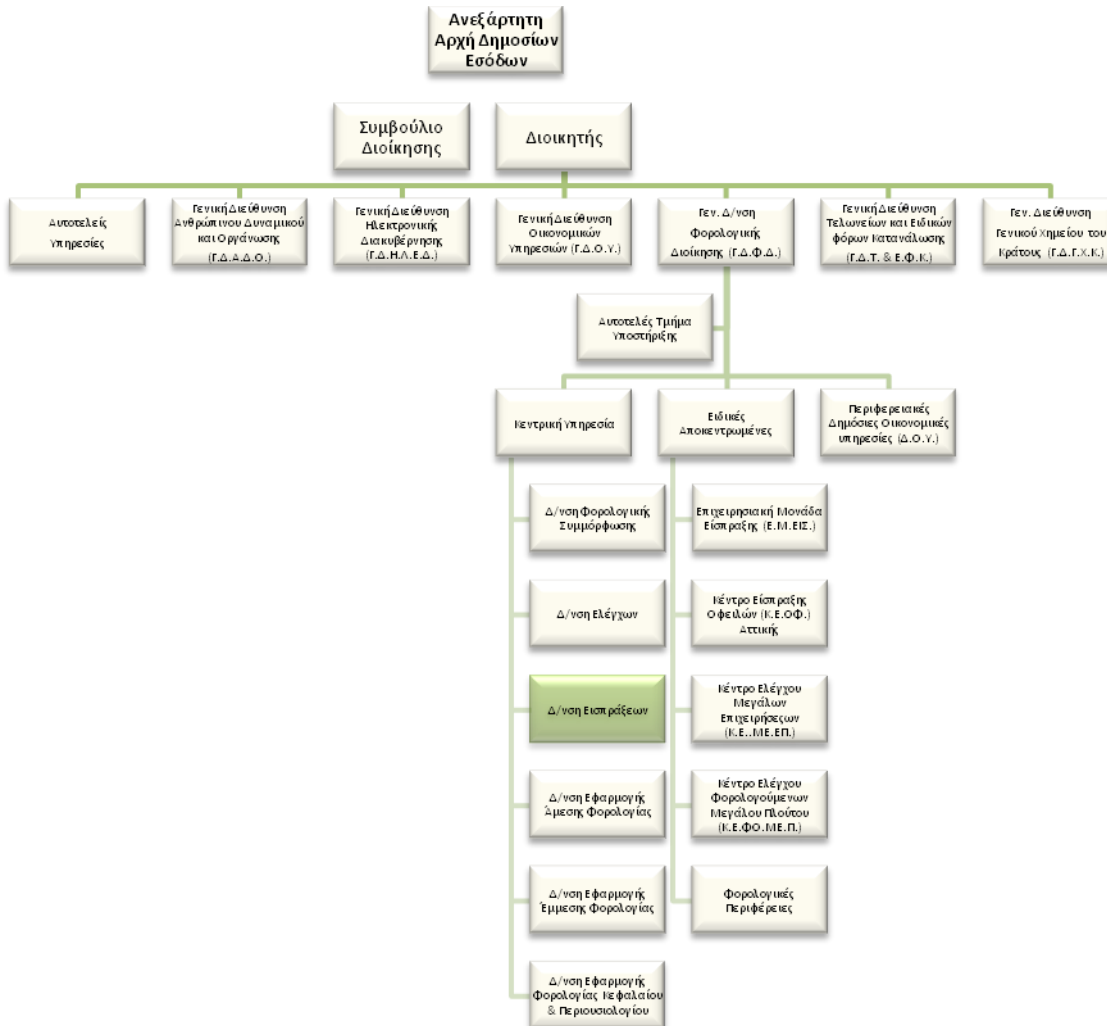 Ανεξάρτητη
Αρχή Δημοσίων
Εσόδων
Συμβούλιο
Διοίκησης
Διοικητής
Αυτοτελείς
Υπηρεσίες
Γενική Διεύθυνση
Ανθρώπινου Δυναμικού
και Οργάνωσης
(Γ.Δ.Α.Δ.Ο.)
Γενική Διεύθυνση
Ηλεκτρονικής
Διακυβέρνησης
(Γ.Δ.Η.Λ.Ε.Δ.)
Γενική Διεύθυνση
Οικονομικών
Υπηρεσιών (Γ.Δ.Ο.Υ.)
Γεν. Δ/νση
Φορολογικής
Διοίκησης (Γ.Δ.Φ.Δ.)
Γενική Διεύθυνση
Τελωνείων και Ειδικών
φόρων Κατανάλωσης
(Γ.Δ.Τ. & Ε.Φ.Κ.)
Γεν. Διεύθυνση
Γενικού Χημείου του
Κράτους (Γ.Δ.Γ.Χ.Κ.)
Αυτοτελές Τμήμα
Υποστήριξης
Κεντρική Υπηρεσία
Ειδικές
Αποκεντρωμένες
Περιφερειακές
Δημόσιες Οικονομικές
υπηρεσίες (Δ.Ο.Υ.)
Δ/νση Φορολογικής
Συμμόρφωσης
Επιχειρησιακή Μονάδα
Είσπραξης (Ε.Μ.ΕΙΣ.)
Δ/νση Ελέγχων
Κέντρο Είσπραξης
Οφειλών (Κ.Ε.ΟΦ.)
Αττικής
Δ/νση Εισπράξεων
Κέντρο Ελέγχου
Μεγάλων
Επιχειρήσεςων
(Κ.Ε..ΜΕ.ΕΠ.)
Δ/νση Εφαρμογής
Άμεσης Φορολογίας
Κέντρο Ελέγχου
Φορολογούμενων
Μεγάλου Πλούτου
(Κ.Ε.ΦΟ.ΜΕ.Π.)
Δ/νση Εφαρμογής
Έμμεσης Φορολογίας
Φορολογικές
Περιφέρειες
Δ/νση Εφαρμογής
Φορολογίας Κεφαλαίου
& Περιουσιολογίου